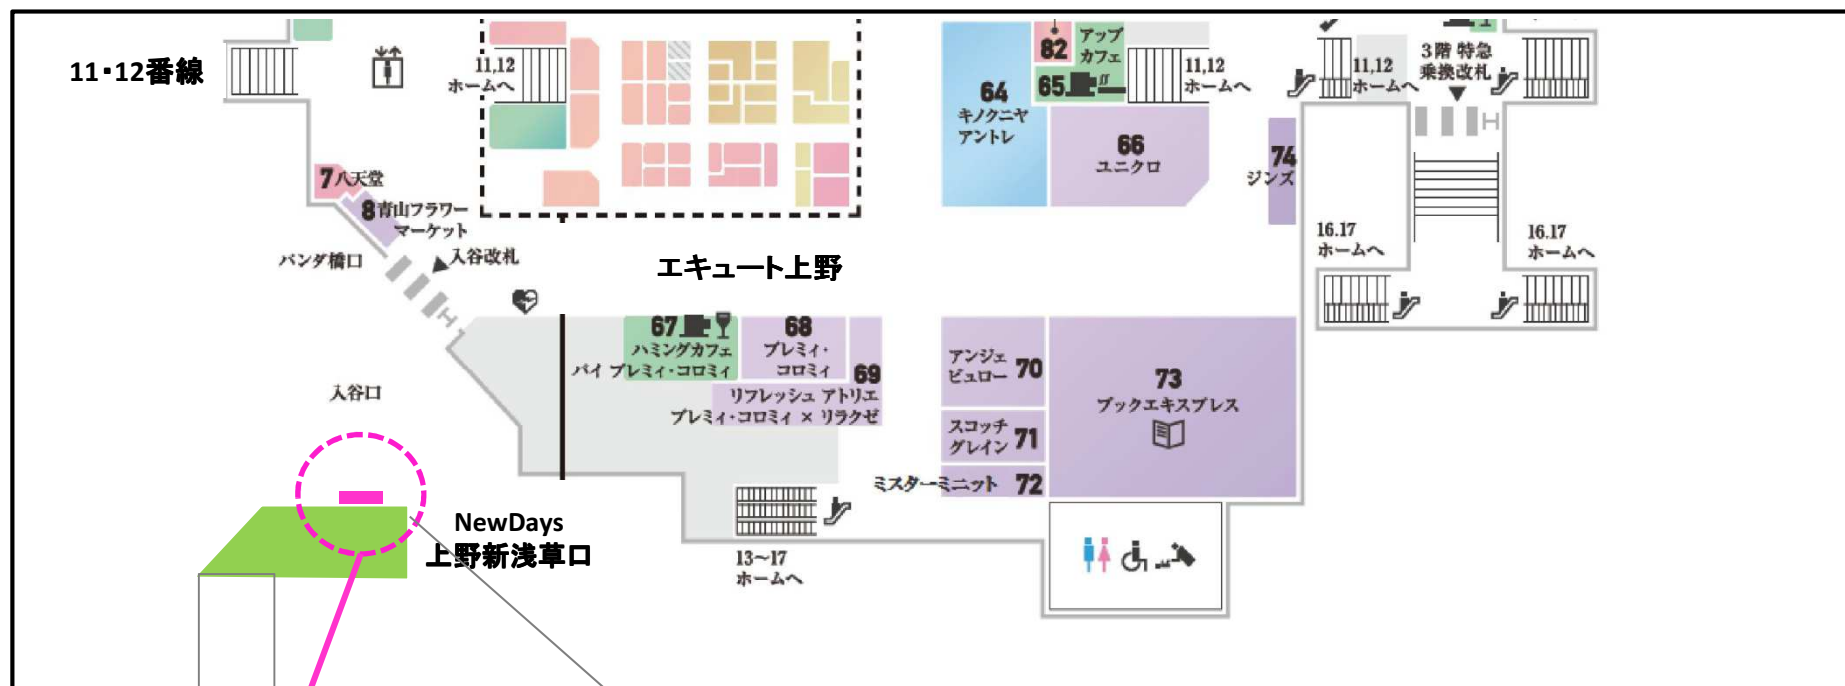 11・12番線
11,12
ホームへ
82
アップ
カフェ
65
11,12
ホームへ
64
キノクニヤ
アントレ
66
ユニクロ
74
ジンズ
11,12
ホームへ
3階 特急
乗換改札
16.17
ホームへ
16.17
ホームへ
7 八天堂
8 青山フラワー
マーケット
パンダ橋口
入谷改札
エキュート上野
67
ハミングカフェ
バイ プレミィ・コロミィ
68
プレミィ・
コロミィ
69
リフレッシュ アトリエ
プレミィ・コロミィ × リラクゼ
アンジェ
ビュロー 70
スコッチ
グレイン 71
ミスターミニット 72
73
ブックエキスプレス
入谷口
NewDays
上野新浅草口
13～17
ホームへ